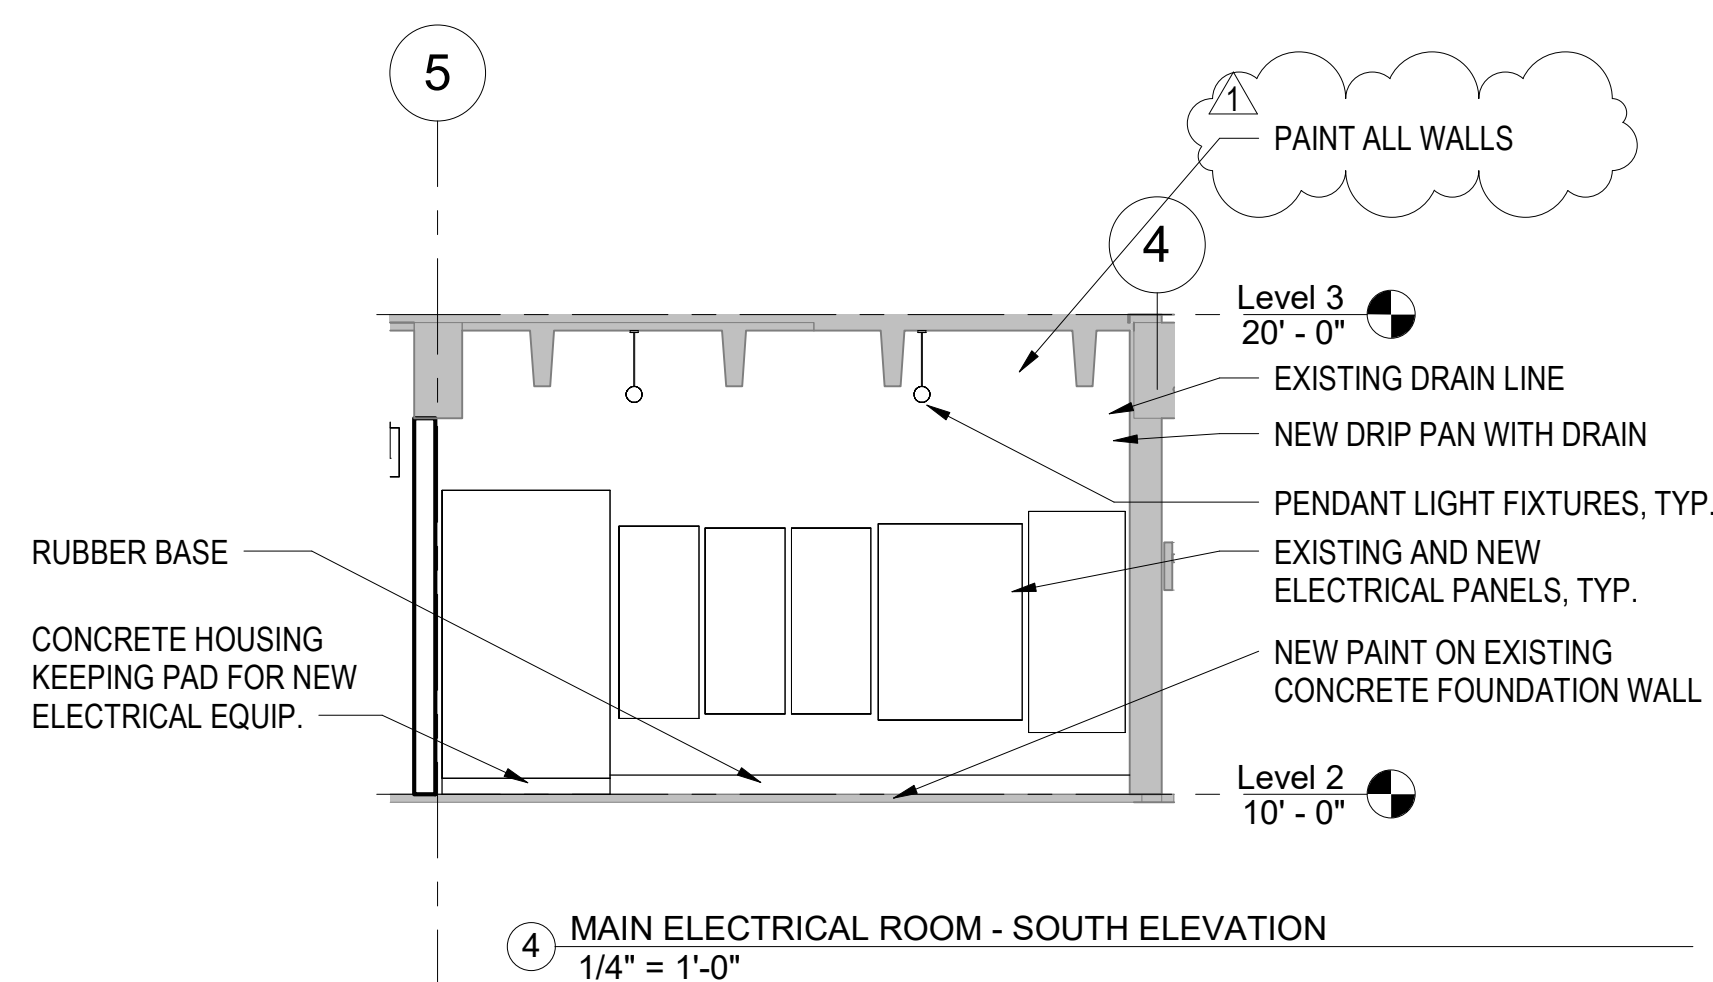 5
1
PAINT ALL WALLS
4
Level 3
20' - 0"
EXISTING DRAIN LINE
NEW DRIP PAN WITH DRAIN
PENDANT LIGHT FIXTURES, TYP.
EXISTING AND NEW
ELECTRICAL PANELS, TYP.
RUBBER BASE
CONCRETE HOUSING
KEEPING PAD FOR NEW
ELECTRICAL EQUIP.
NEW PAINT ON EXISTING
CONCRETE FOUNDATION WALL
Level 2
10' - 0"
4
MAIN ELECTRICAL ROOM - SOUTH ELEVATION
1/4" = 1'-0"